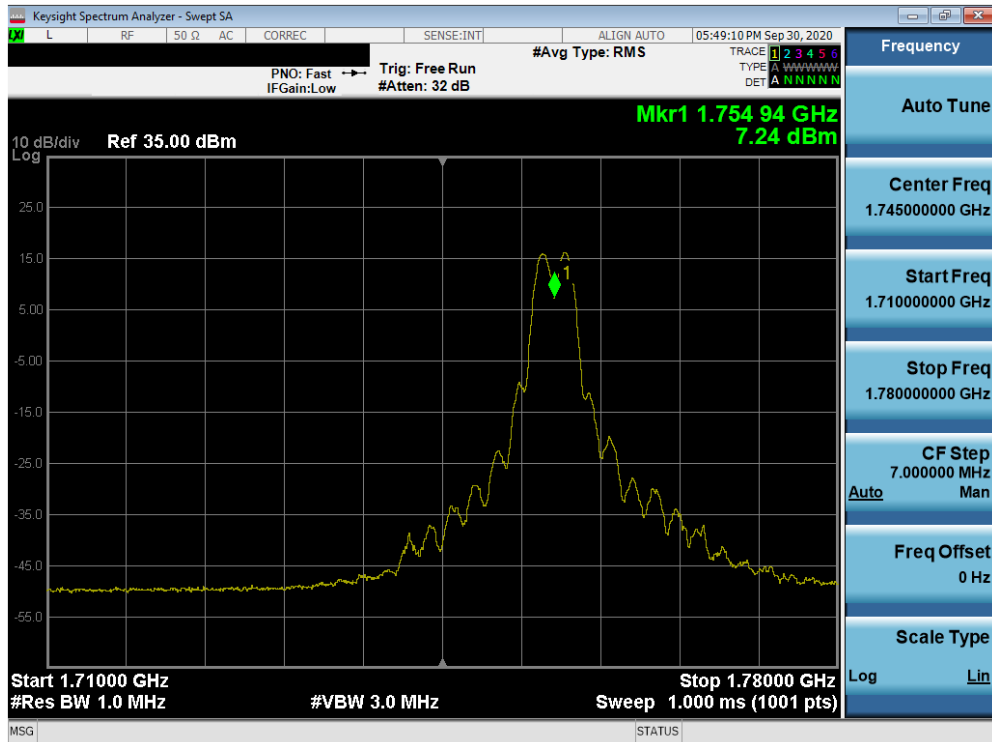 Keysight Spectrum Analyzer - Swept SA
LXI L RF 50 Ω AC CORREC SENSE:INT ALIGN AUTO 05:49:10 PM Sep 30, 2020
#Avg Type: RMS
TRACE 1 2 3 4 5 6
TYPE A WWWWWW
DET A N N N N N
PNO: Fast
IFGain:Low
Trig: Free Run
#Atten: 32 dB
Mkr1 1.754 94 GHz
7.24 dBm
10 dB/div
Log
Ref 35.00 dBm
25.0
15.0
5.00
-5.00
-15.0
-25.0
-35.0
-45.0
-55.0
1
Start 1.71000 GHz
Stop 1.78000 GHz
#Res BW 1.0 MHz
#VBW 3.0 MHz
Sweep 1.000 ms (1001 pts)
MSG
STATUS
Frequency
Auto Tune
Center Freq
1.745000000 GHz
Start Freq
1.710000000 GHz
Stop Freq
1.780000000 GHz
CF Step
7.000000 MHz
Auto Man
Freq Offset
0 Hz
Scale Type
Log Lin